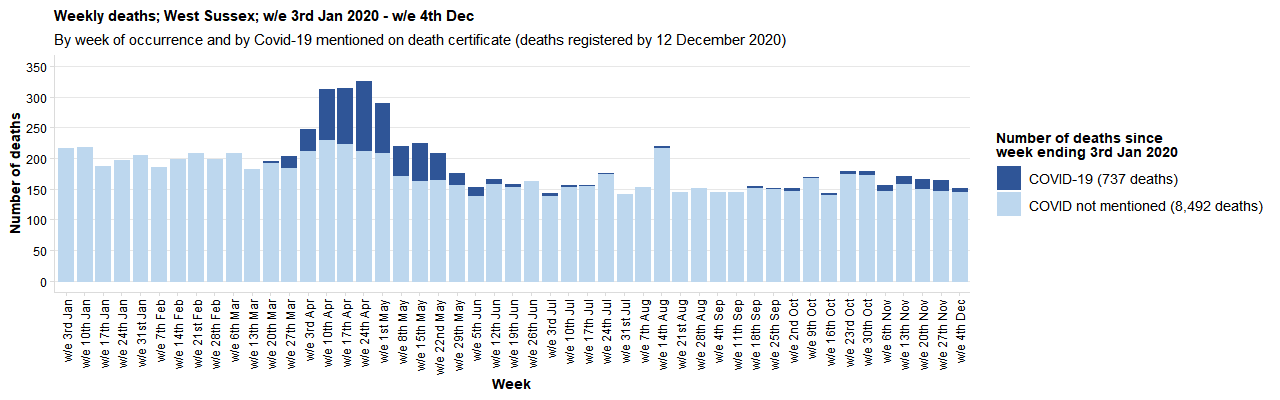 Weekly deaths; West Sussex; w/e 3rd Jan 2020 - w/e 4th Dec
By week of occurrence and by Covid-19 mentioned on death certificate (deaths registered by 12 December 2020)
Number of deaths
350
300
250
200
150
100
50
0
w/e 3rd Jan
w/e 10th Jan
w/e 17th Jan
w/e 24th Jan
w/e 31st Jan
w/e 7th Feb
w/e 14th Feb
w/e 21st Feb
w/e 28th Feb
w/e 6th Mar
w/e 13th Mar
w/e 20th Mar
w/e 27th Mar
w/e 3rd Apr
w/e 10th Apr
w/e 17th Apr
w/e 24th Apr
w/e 1st May
w/e 8th May
w/e 15th May
w/e 22nd May
w/e 29th May
w/e 5th Jun
w/e 12th Jun
w/e 19th Jun
w/e 26th Jun
w/e 3rd Jul
w/e 10th Jul
w/e 17th Jul
w/e 24th Jul
w/e 31st Jul
w/e 7th Aug
w/e 14th Aug
w/e 21st Aug
w/e 28th Aug
w/e 4th Sep
w/e 11th Sep
w/e 18th Sep
w/e 25th Sep
w/e 2nd Oct
w/e 9th Oct
w/e 16th Oct
w/e 23rd Oct
w/e 30th Oct
w/e 6th Nov
w/e 13th Nov
w/e 20th Nov
w/e 27th Nov
w/e 4th Dec
Week
Number of deaths since
week ending 3rd Jan 2020
COVID-19 (737 deaths)
COVID not mentioned (8,492 deaths)